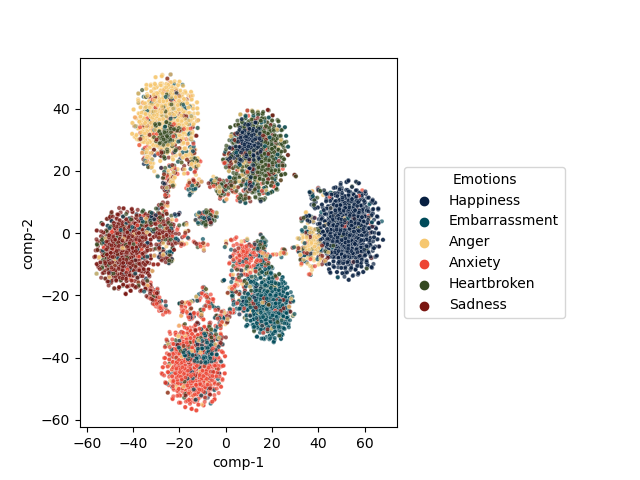 comp-2
40
20
0
−20
−40
−60
−60 −40 −20 0 20 40 60
comp-1
Emotions
Happiness
Embarrassment
Anger
Anxiety
Heartbroken
Sadness